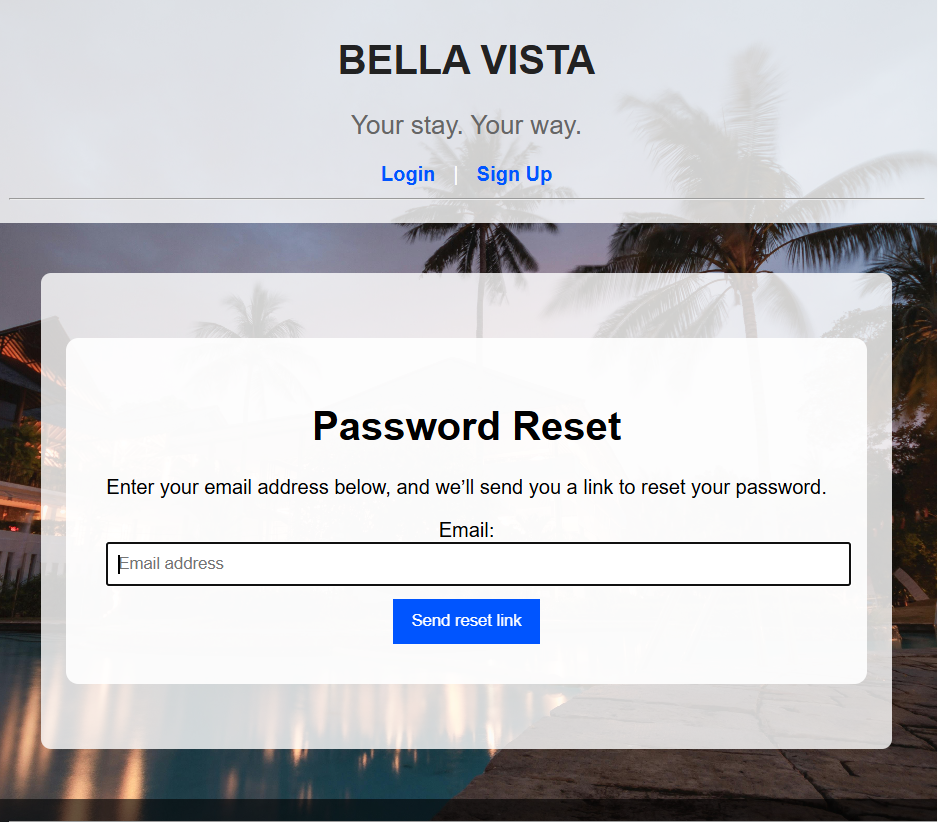 BELLA VISTA
Your stay. Your way.
Login | Sign Up
Password Reset
Enter your email address below, and we’ll send you a link to reset your password.
Email:
Email address
Send reset link